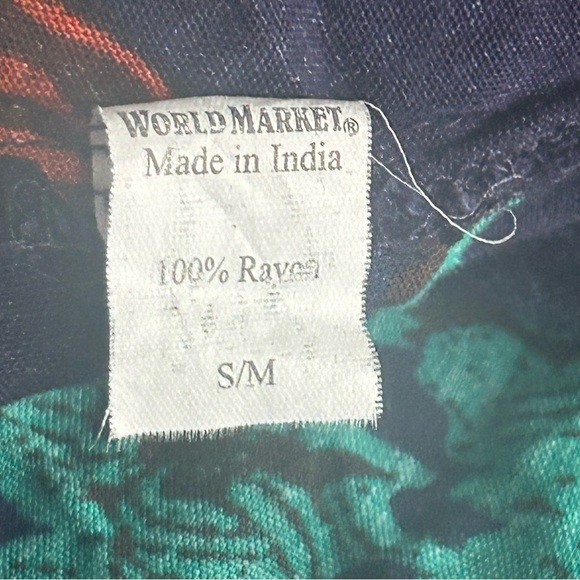 WORLD MARKET®
Made in India
100% Rayon
S/M